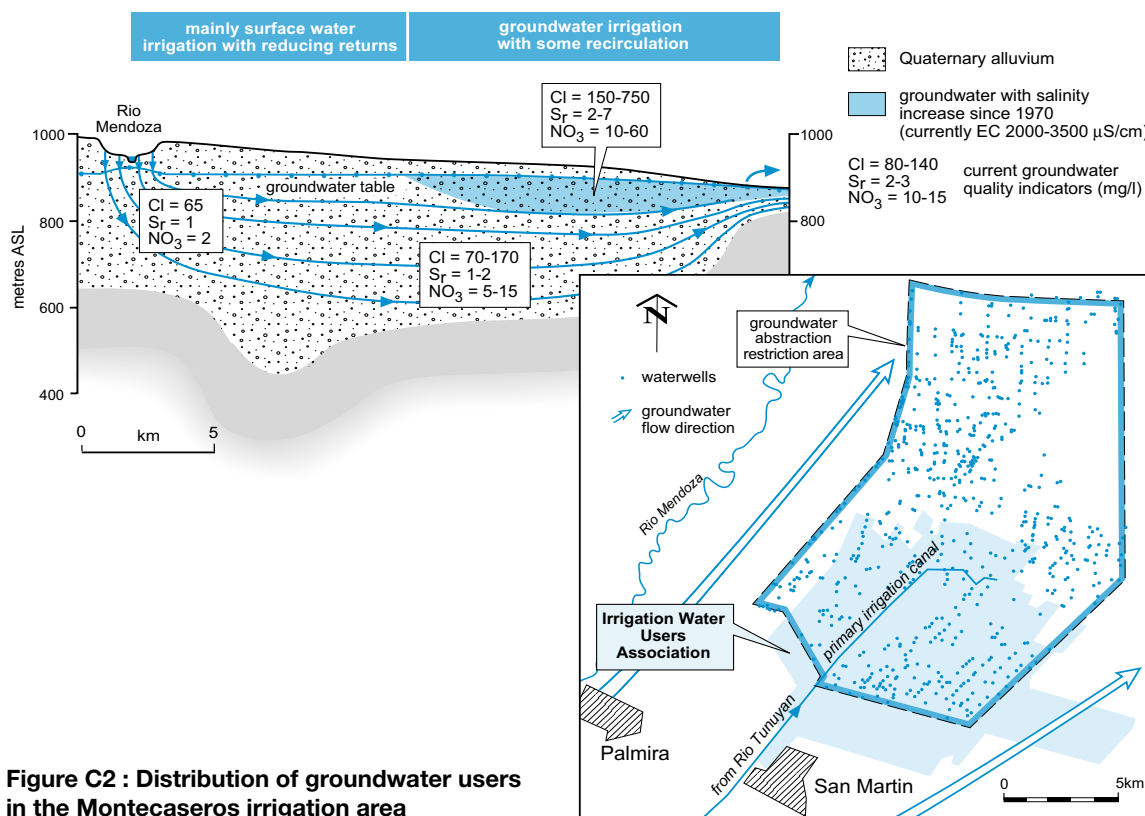 mainly surface water
irrigation with reducing returns
groundwater irrigation
with some recirculation
Quaternary alluvium
groundwater with salinity
increase since 1970
(currently EC 2000-3500 µS/cm)
Cl = 80-140
Sr = 2-3
NO3 = 10-15
current groundwater
quality indicators (mg/l)
Rio
Mendoza
Cl = 150-750
Sr = 2-7
NO3 = 10-60
1000
800
600
400
metres ASL
1000
800
groundwater table
Cl = 65
Sr = 1
NO3 = 2
Cl = 70-170
Sr = 1-2
NO3 = 5-15
0 5
km
N
waterwells
groundwater
flow direction
groundwater
abstraction
restriction area
Rio Mendoza
primary irrigation canal
Irrigation Water
Users
Association
from Rio Tunuyan
Palmira
San Martin
0 5km
Figure C2 : Distribution of groundwater users
in the Montecaseros irrigation area